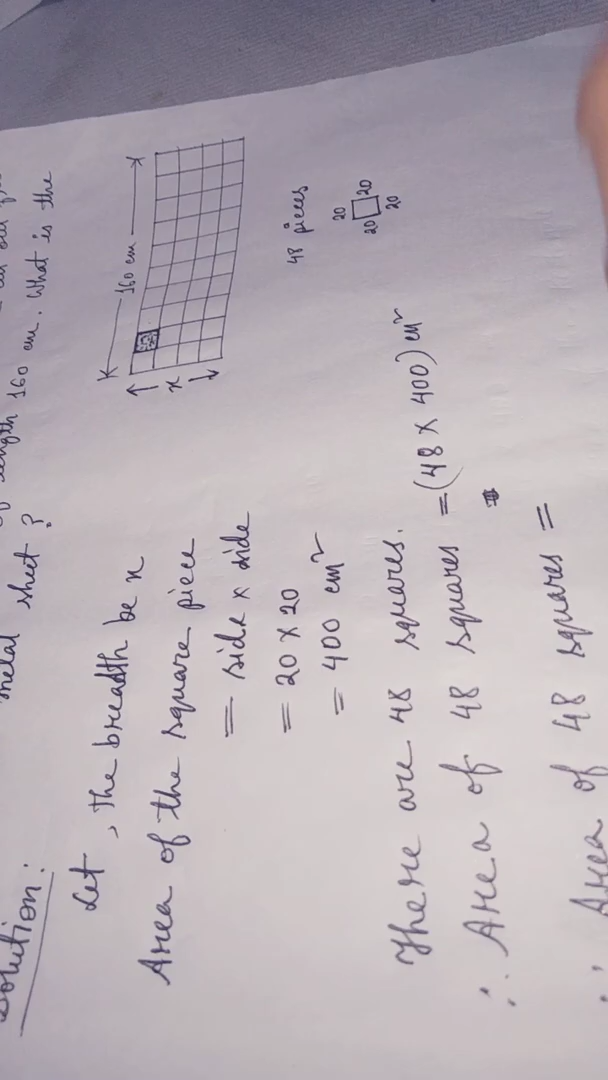 length 160 cm. What is the
metal sheet?
Solution:
Let, the breadth be x
160 cm
x
Area of the square piece
= side x side
= 20 x 20
= 400 cm²
48 pieces
20
20
20
20
There are 48 squares.
∴ Area of 48 squares = (48 x 400) cm²
∴ Area of 48 squares =